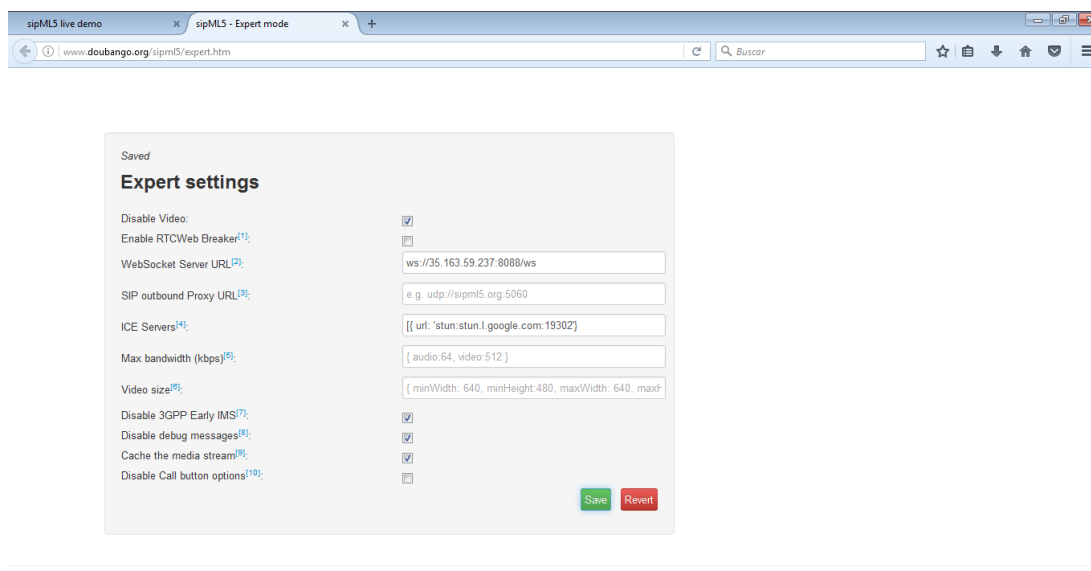 sipML5 live demo
sipML5 - Expert mode
www.doubango.org/sipml5/expert.htm
Buscar
Saved
Expert settings
Disable Video:
Enable RTCWeb Breaker[1]:
WebSocket Server URL[2]: ws://35.163.59.237:8088/ws
SIP outbound Proxy URL[3]: e.g. udp://sipml5.org:5060
ICE Servers[4]: [{ url: 'stun:stun.l.google.com:19302'}
Max bandwidth (kbps)[5]: { audio:64, video:512 }
Video size[6]: { minWidth: 640, minHeight:480, maxWidth: 640, maxH
Disable 3GPP Early IMS[7]:
Disable debug messages[8]:
Cache the media stream[9]:
Disable Call button options[10]:
Save Revert